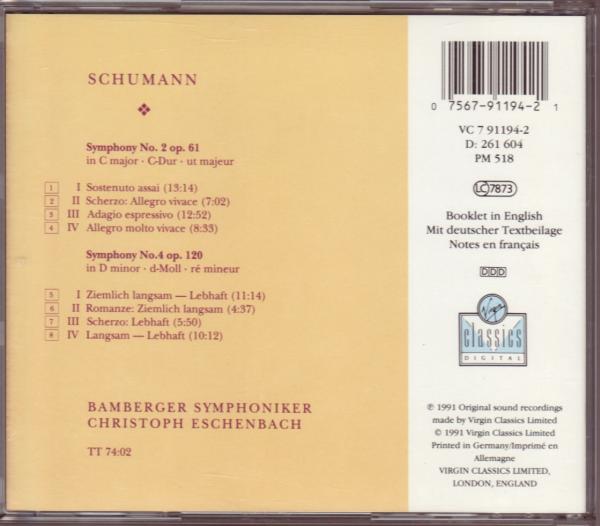 SCHUMANN
Symphony No. 2 op. 61
in C major · C-Dur · ut majeur
1 I Sostenuto assai (13:14)
2 II Scherzo: Allegro vivace (7:02)
3 III Adagio espressivo (12:52)
4 IV Allegro molto vivace (8:33)
Symphony No.4 op. 120
in D minor · d-Moll · ré mineur
5 I Ziemlich langsam — Lebhaft (11:14)
6 II Romanze: Ziemlich langsam (4:37)
7 III Scherzo: Lebhaft (5:50)
8 IV Langsam — Lebhaft (10:12)
BAMBERGER SYMPHONIKER
CHRISTOPH ESCHENBACH
TT 74:02
0 7567-91194-2 1
VC 7 91194-2
D: 261 604
PM 518
LC 7873
Booklet in English
Mit deutscher Textbeilage
Notes en français
DDD
Virgin
classics
DIGITAL
℗ 1991 Original sound recordings
made by Virgin Classics Limited
© 1991 Virgin Classics Limited
Printed in Germany/Imprimé en
Allemagne
VIRGIN CLASSICS LIMITED,
LONDON, ENGLAND